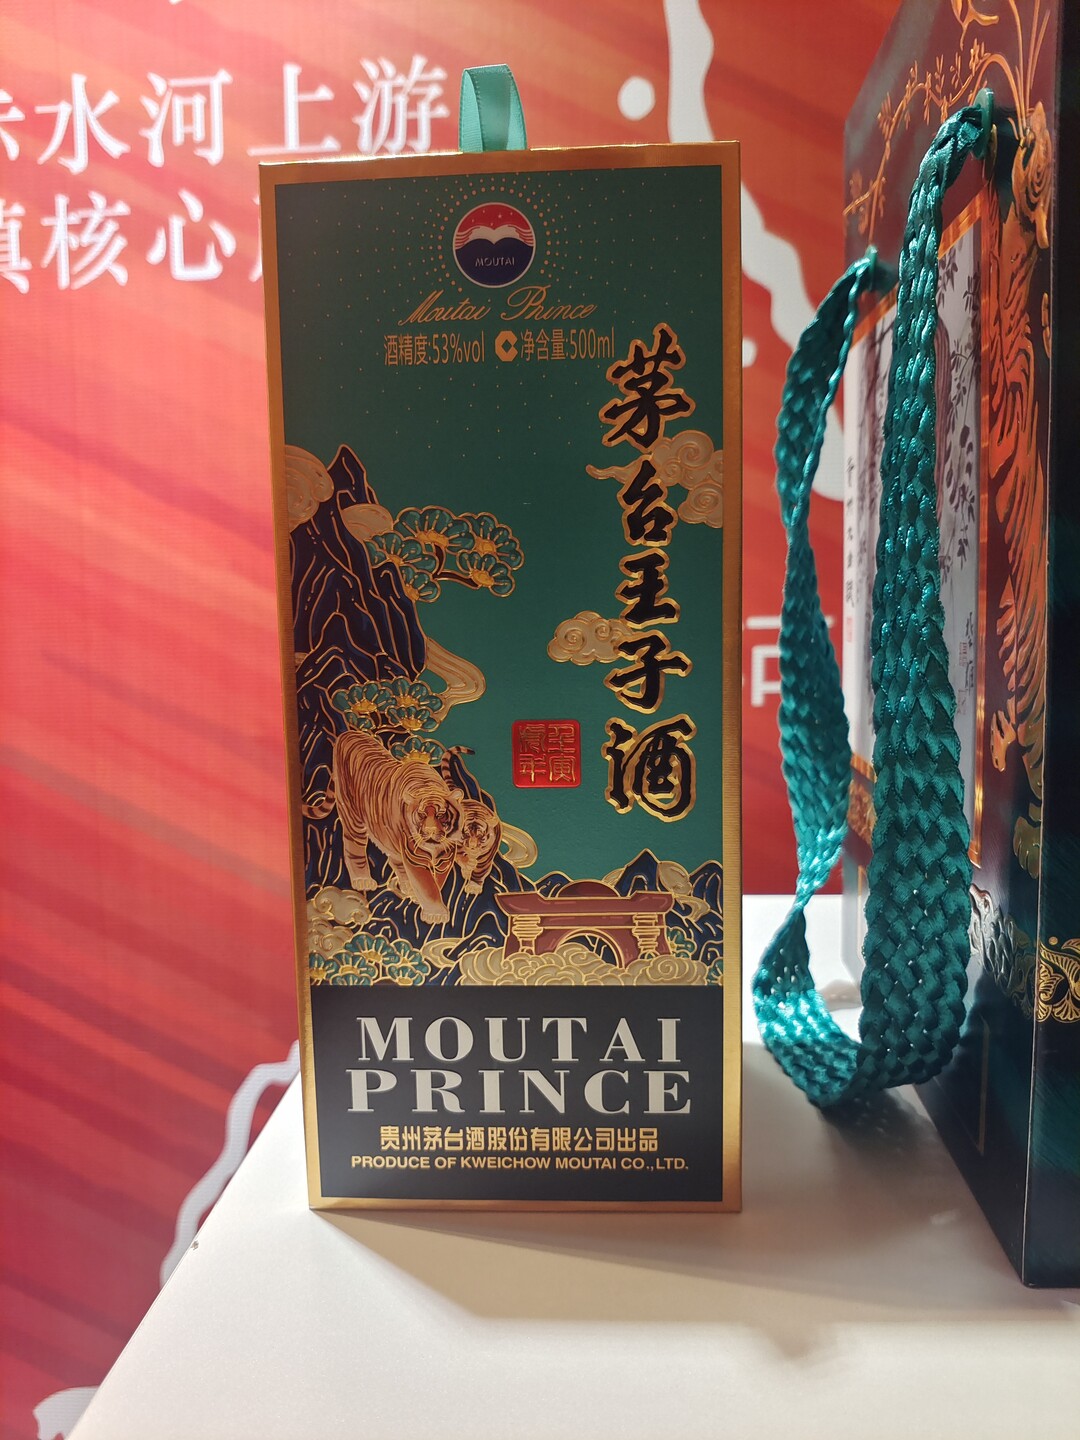 水河上游
镇核心
MOUTAI
Moutai Prince
酒精度:53%vol 净含量:500ml
茅台王子酒
壬寅
虎年
MOUTAI
PRINCE
贵州茅台酒股份有限公司出品
PRODUCE OF KWEICHOW MOUTAI CO.,LTD.